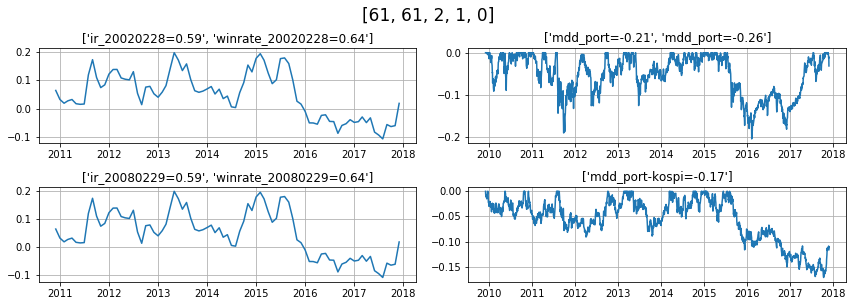 [61, 61, 2, 1, 0]
['ir_20020228=0.59', 'winrate_20020228=0.64']
0.2
0.1
0.0
−0.1
2011 2012 2013 2014 2015 2016 2017 2018
['mdd_port=-0.21', 'mdd_port=-0.26']
0.0
−0.1
−0.2
2010 2011 2012 2013 2014 2015 2016 2017 2018
['ir_20080229=0.59', 'winrate_20080229=0.64']
0.2
0.1
0.0
−0.1
2011 2012 2013 2014 2015 2016 2017 2018
['mdd_port-kospi=-0.17']
0.00
−0.05
−0.10
−0.15
2010 2011 2012 2013 2014 2015 2016 2017 2018